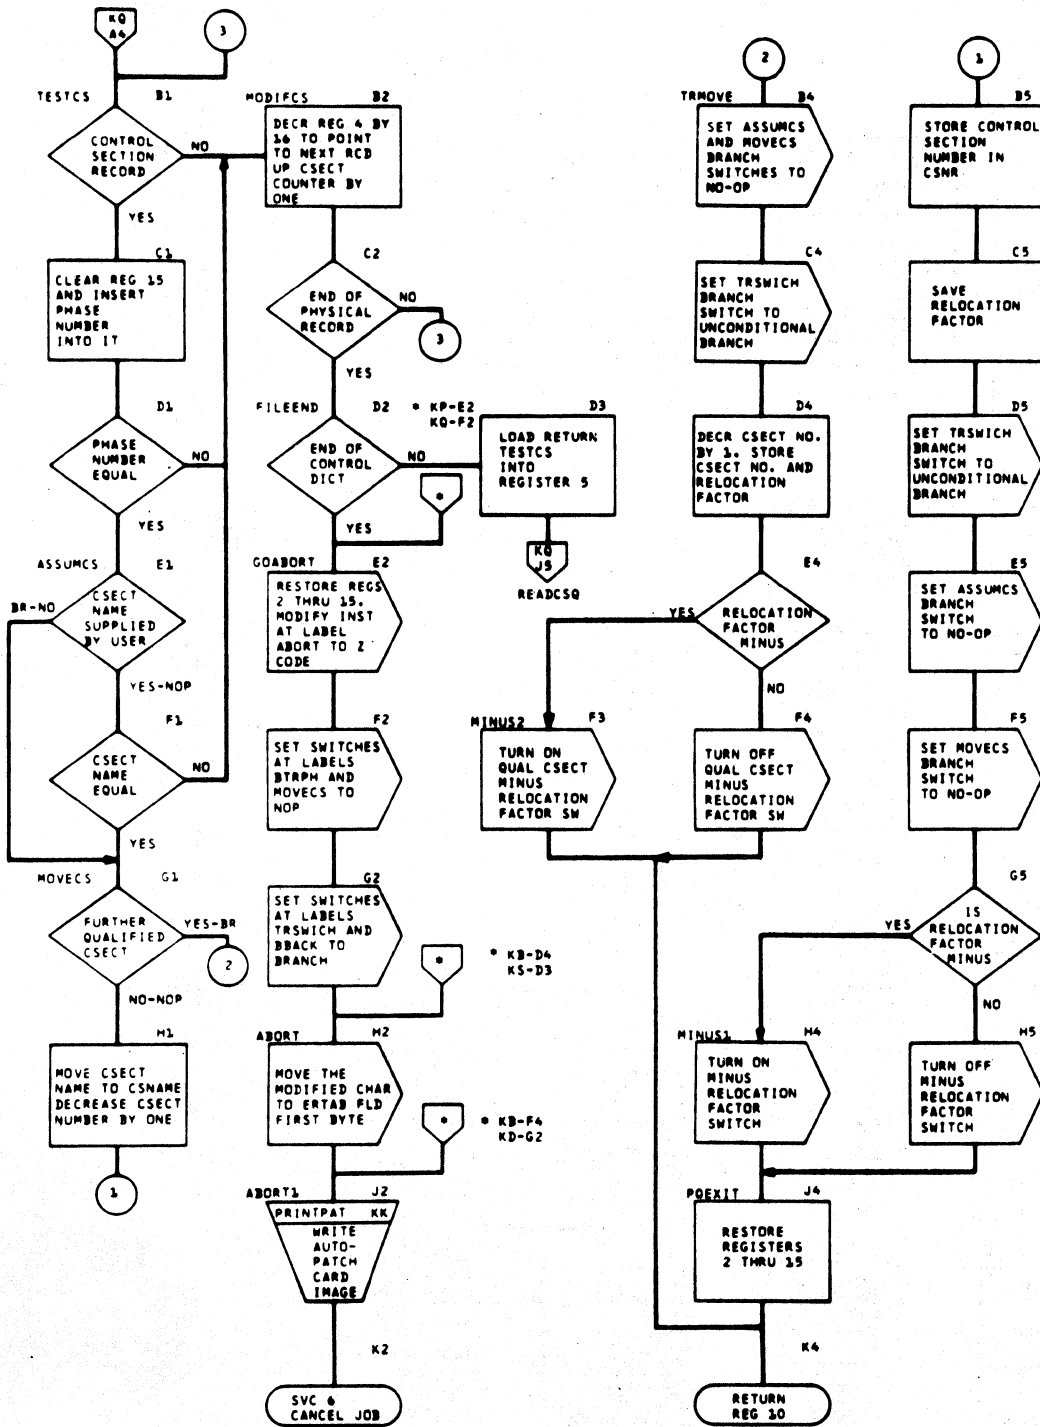 KQ
A4
3
TESTCS
B1
CONTROL
SECTION
RECORD
NO
YES
C1
CLEAR REG 15
AND INSERT
PHASE
NUMBER
INTO IT
D1
PHASE
NUMBER
EQUAL
NO
YES
ASSUMCS
E1
BR-NO
CSECT
NAME
SUPPLIED
BY USER
YES-NOP
F1
CSECT
NAME
EQUAL
NO
YES
MOVECS
G1
FURTHER
QUALIFIED
CSECT
YES-BR
2
NO-NOP
H1
MOVE CSECT
NAME TO CSNAME
DECREASE CSECT
NUMBER BY ONE
1
MODIFCS
B2
DECR REG 4 BY
16 TO POINT
TO NEXT RCD
UP CSECT
COUNTER BY
ONE
C2
END OF
PHYSICAL
RECORD
NO
3
YES
FILEEND
D2
* KP-E2
KQ-F2
END OF
CONTROL
DICT
NO
*
YES
D3
LOAD RETURN
TESTCS
INTO
REGISTER 5
KQ
J5
READCSQ
GOABORT
E2
RESTORE REGS
2 THRU 15.
MODIFY INST
AT LABEL
ABORT TO Z
CODE
F2
SET SWITCHES
AT LABELS
BTRPH AND
MOVECS TO
NOP
G2
SET SWITCHES
AT LABELS
TRSWICH AND
BBACK TO
BRANCH
*
* KB-D4
KS-D3
ABORT
H2
MOVE THE
MODIFIED CHAR
TO ERTAB FLD
FIRST BYTE
*
* KB-F4
KD-G2
ABORT1
J2
PRINTPAT KK
WRITE
AUTO-
PATCH
CARD
IMAGE
K2
SVC 6
CANCEL JOB
2
TRMOVE
B4
SET ASSUMCS
AND MOVECS
BRANCH
SWITCHES TO
NO-OP
C4
SET TRSWICH
BRANCH
SWITCH TO
UNCONDITIONAL
BRANCH
D4
DECR CSECT NO.
BY 1. STORE
CSECT NO. AND
RELOCATION
FACTOR
E4
YES
RELOCATION
FACTOR
MINUS
NO
MINUS2
F3
TURN ON
QUAL CSECT
MINUS
RELOCATION
FACTOR SW
F4
TURN OFF
QUAL CSECT
MINUS
RELOCATION
FACTOR SW
MINUS1
H4
TURN ON
MINUS
RELOCATION
FACTOR
SWITCH
PQEXIT
J4
RESTORE
REGISTERS
2 THRU 15
K4
RETURN
REG 10
1
B5
STORE CONTROL
SECTION
NUMBER IN
CSNR
C5
SAVE
RELOCATION
FACTOR
D5
SET TRSWICH
BRANCH
SWITCH TO
UNCONDITIONAL
BRANCH
E5
SET ASSUMCS
BRANCH
SWITCH
TO NO-OP
F5
SET MOVECS
BRANCH
SWITCH
TO NO-OP
G5
YES
IS
RELOCATION
FACTOR
MINUS
NO
H5
TURN OFF
MINUS
RELOCATION
FACTOR
SWITCH